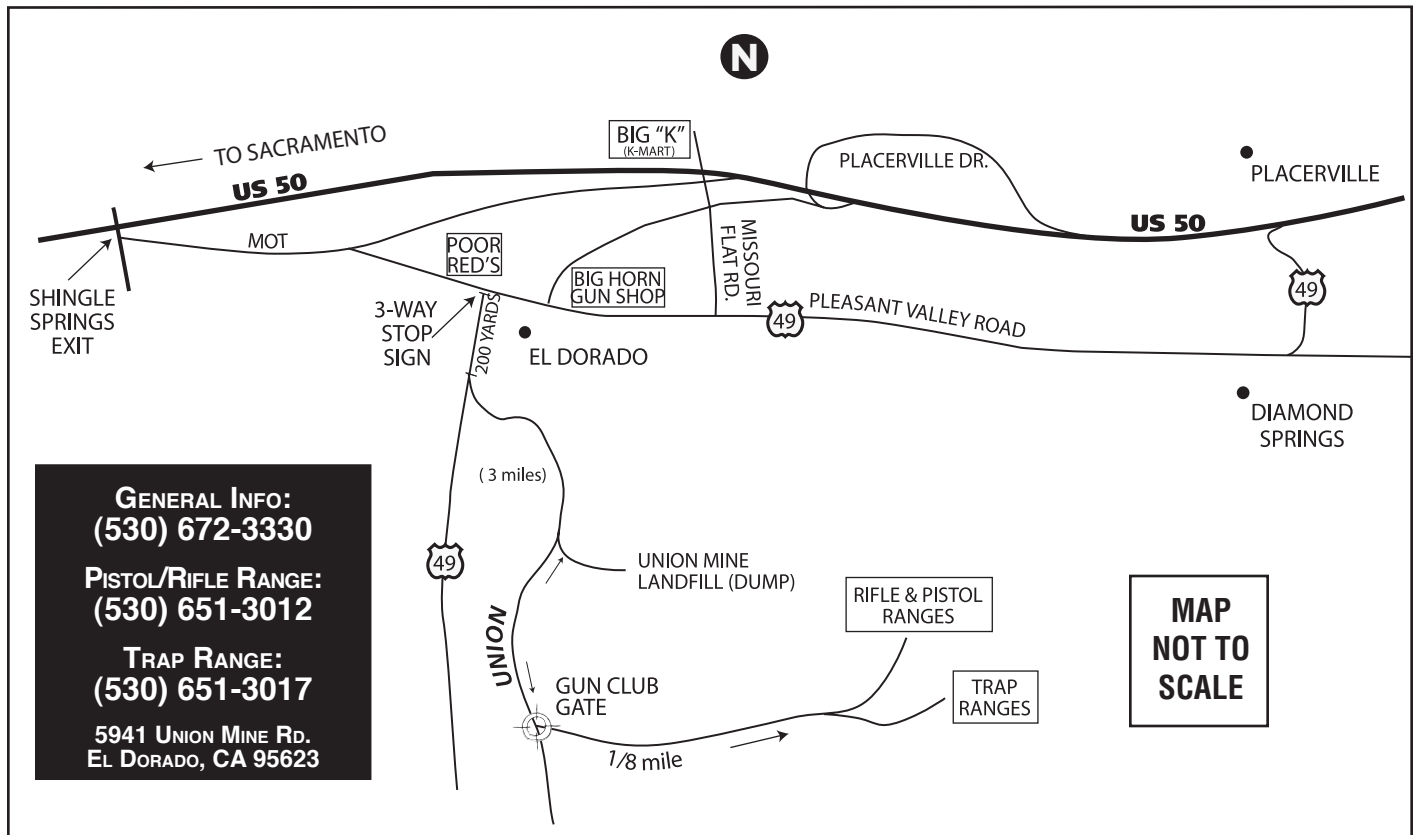 N
TO SACRAMENTO
US 50
BIG “K”
(K-MART)
PLACERVILLE DR.
PLACERVILLE
US 50
MOT
POOR
RED’S
BIG HORN
GUN SHOP
MISSOURI
FLAT RD.
49
PLEASANT VALLEY ROAD
49
SHINGLE
SPRINGS
EXIT
3-WAY
STOP
SIGN
200 YARDS
EL DORADO
DIAMOND
SPRINGS
( 3 miles)
49
UNION MINE
LANDFILL (DUMP)
UNION
GUN CLUB
GATE
1/8 mile
RIFLE & PISTOL
RANGES
TRAP
RANGES
MAP
NOT TO
SCALE
GENERAL INFO:
(530) 672-3330
PISTOL/RIFLE RANGE:
(530) 651-3012
TRAP RANGE:
(530) 651-3017
5941 UNION MINE RD.
EL DORADO, CA 95623